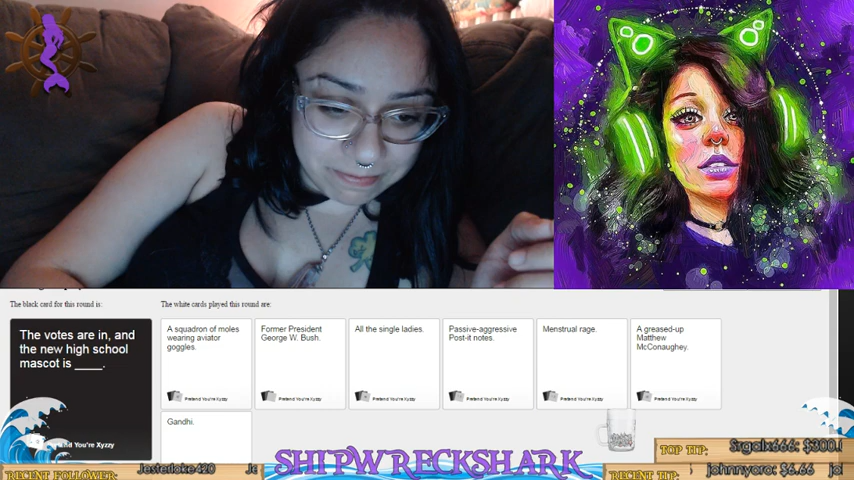 The black card for this round is:
The white cards played this round are:
The votes are in, and
the new high school
mascot is ____.
A squadron of moles
wearing aviator
goggles.
Pretend You're Xyzzy
Former President
George W. Bush.
Pretend You're Xyzzy
All the single ladies.
Pretend You're Xyzzy
Passive-aggressive
Post-it notes.
Pretend You're Xyzzy
Menstrual rage.
Pretend You're Xyzzy
A greased-up
Matthew
McConaughey.
Pretend You're Xyzzy
Gandhi.
You're Xyzzy
SHIPWRECKSHARK
TOP TIP:
Srgalx666: $300.
RECENT FOLLOWER:
Jesterloke420
RECENT TIP:
johnnyoro: $6.66